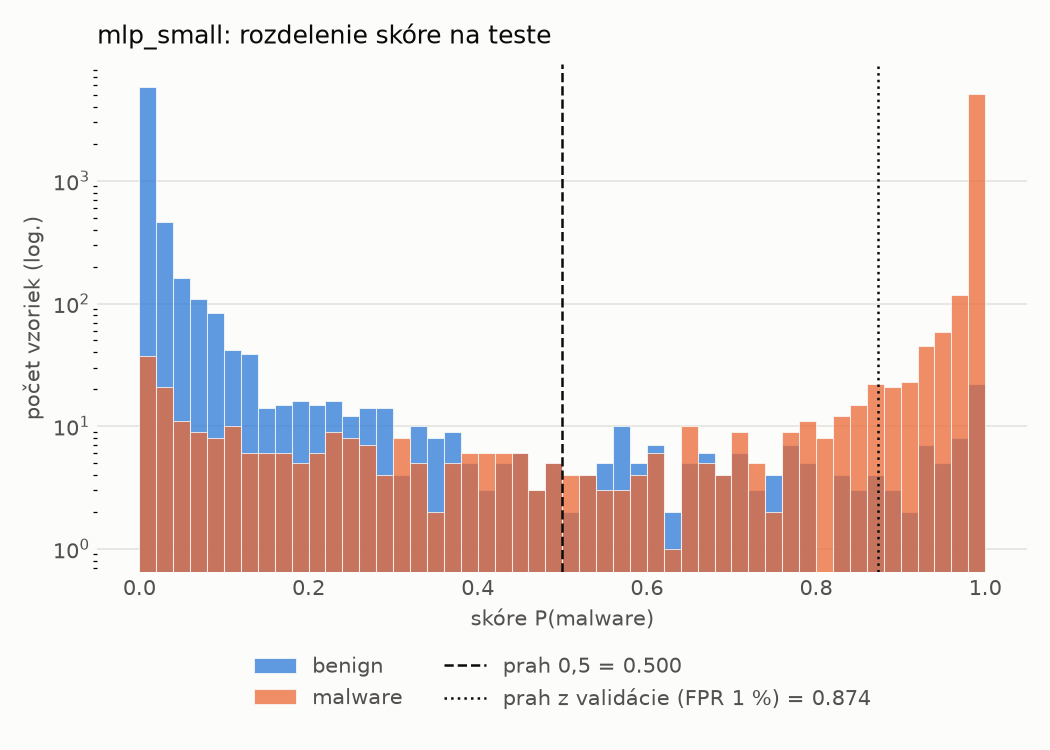 mlp_small: rozdelenie skóre na teste
počet vzoriek (log.)
10³
10²
10¹
10⁰
0.0 0.2 0.4 0.6 0.8 1.0
skóre P(malware)
benign
malware
prah 0,5 = 0.500
prah z validácie (FPR 1 %) = 0.874